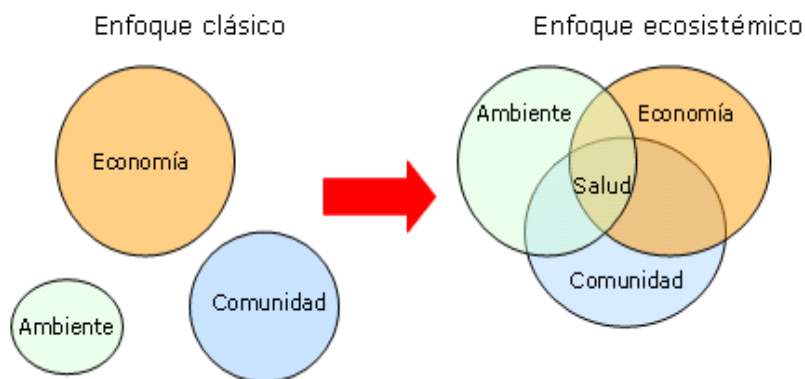 Enfoque clásico
Economía
Ambiente
Comunidad
Enfoque ecosistémico
Ambiente
Economía
Salud
Comunidad